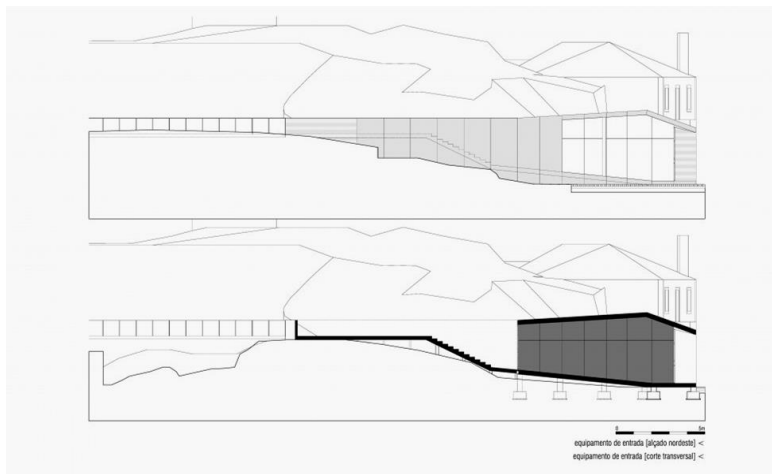 0 5m
equipamento de entrada [alçado nordeste] <
equipamento de entrada [corte transversal] <